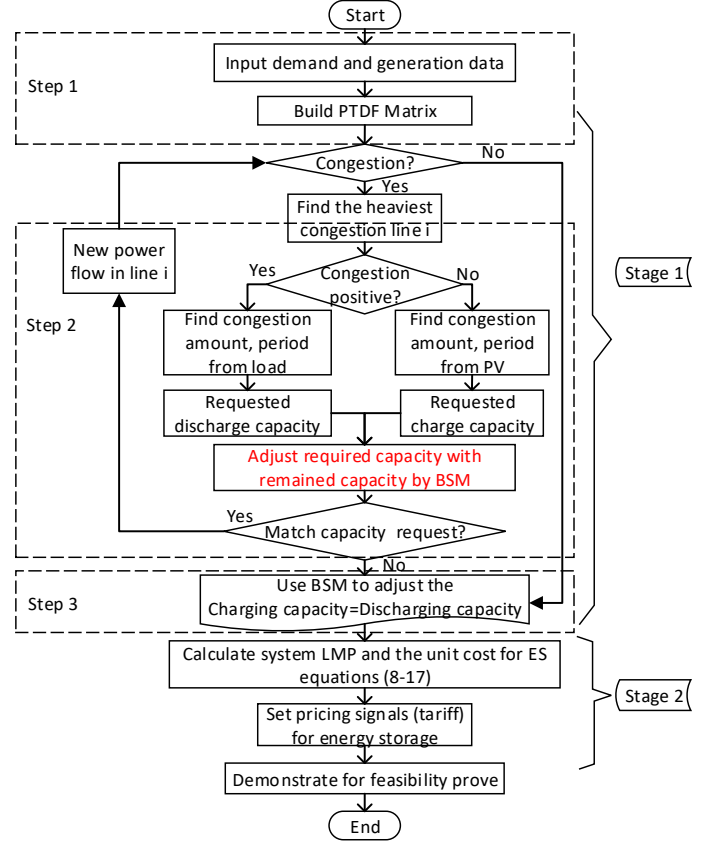 Start
Step 1
Input demand and generation data
Build PTDF Matrix
Congestion?
No
Yes
Find the heaviest
congestion line i
New power
flow in line i
Stage 1
Step 2
Yes
Congestion
positive?
No
Find congestion
amount, period
from load
Find congestion
amount, period
from PV
Requested
discharge capacity
Requested
charge capacity
Adjust required capacity with
remained capacity by BSM
Yes
Match capacity request?
No
Step 3
Use BSM to adjust the
Charging capacity=Discharging capacity
Calculate system LMP and the unit cost for ES
equations (8-17)
Stage 2
Set pricing signals (tariff)
for energy storage
Demonstrate for feasibility prove
End